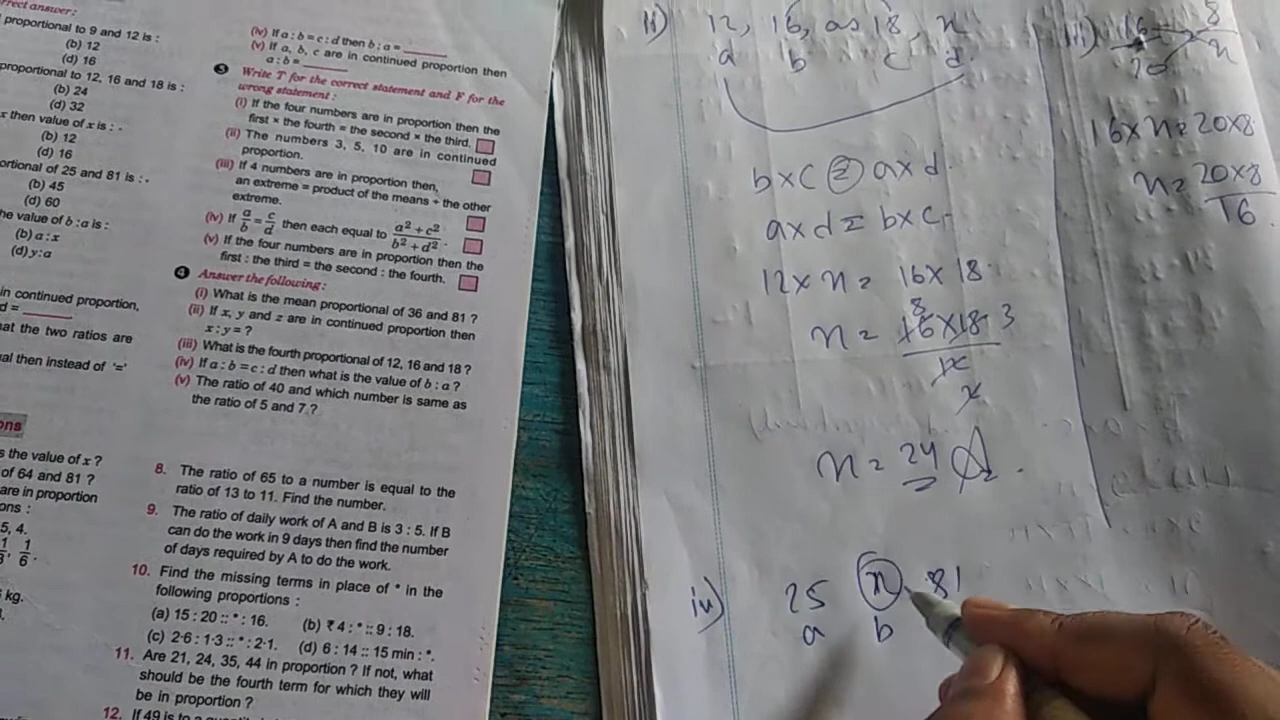 rrect answer:
proportional to 9 and 12 is :
(b) 12
(d) 16
proportional to 12, 16 and 18 is :
(b) 24
(d) 32
x then value of x is : -
(b) 12
(d) 16
ortional of 25 and 81 is : -
(b) 45
(d) 60
he value of b : a is :
(b) a : x
(d) y : a
in continued proportion,
d = ______
hat the two ratios are
ual then instead of '='
ons
s the value of x ?
of 64 and 81 ?
are in proportion
ons :
5, 4.
1/3, 1/6.
kg.
(iv) If a : b = c : d then b : a = ______
(v) If a, b, c are in continued proportion then
a : b = ______
3 Write T for the correct statement and F for the
wrong statement :
(i) If the four numbers are in proportion then the
first × the fourth = the second × the third.
(ii) The numbers 3, 5, 10 are in continued
proportion.
(iii) If 4 numbers are in proportion then,
an extreme = product of the means ÷ the other
extreme.
(iv) If a/b = c/d then each equal to a² + c² / b² + d² .
(v) If the four numbers are in proportion then the
first : the third = the second : the fourth.
4 Answer the following :
(i) What is the mean proportional of 36 and 81 ?
(ii) If x, y and z are in continued proportion then
x : y = ?
(iii) What is the fourth proportional of 12, 16 and 18 ?
(iv) If a : b = c : d then what is the value of b : a ?
(v) The ratio of 40 and which number is same as
the ratio of 5 and 7 ?
8. The ratio of 65 to a number is equal to the
ratio of 13 to 11. Find the number.
9. The ratio of daily work of A and B is 3 : 5. If B
can do the work in 9 days then find the number
of days required by A to do the work.
10. Find the missing terms in place of * in the
following proportions :
(a) 15 : 20 :: * : 16. (b) ₹ 4 : * :: 9 : 18.
(c) 2·6 : 1·3 :: * : 2·1. (d) 6 : 14 :: 15 min : *.
11. Are 21, 24, 35, 44 in proportion ? If not, what
should be the fourth term for which they will
be in proportion ?
12. If 49 is to a
ii) 12, 16, as 18, x
a b c d
b×c = a×d
a×d = b×c
12 × x = 16 × 18
8 3
x = 16×18
x = 24
iv) 25 x 81
a b
iii) 16/20 8/x
16×x = 20×8
x = 20×8
16